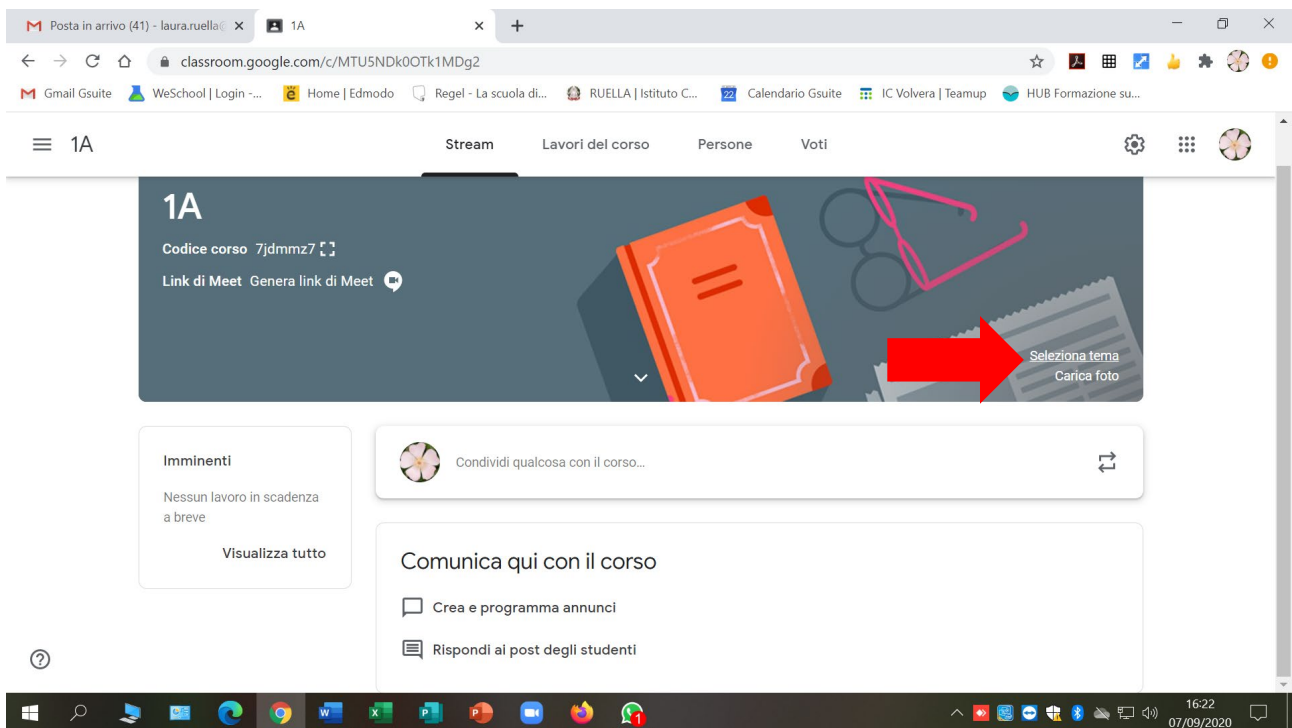 Posta in arrivo (41) - laura.ruella
1A
classroom.google.com/c/MTU5NDk0OTk1MDg2
Gmail Gsuite
WeSchool | Login -...
Home | Edmodo
Regel - La scuola di...
RUELLA | Istituto C...
22 Calendario Gsuite
IC Volvera | Teamup
HUB Formazione su...
1A
Stream
Lavori del corso
Persone
Voti
1A
Codice corso 7jdmmz7
Link di Meet Genera link di Meet
Seleziona tema
Carica foto
Imminenti
Nessun lavoro in scadenza
a breve
Visualizza tutto
Condividi qualcosa con il corso...
Comunica qui con il corso
Crea e programma annunci
Rispondi ai post degli studenti
16:22
07/09/2020